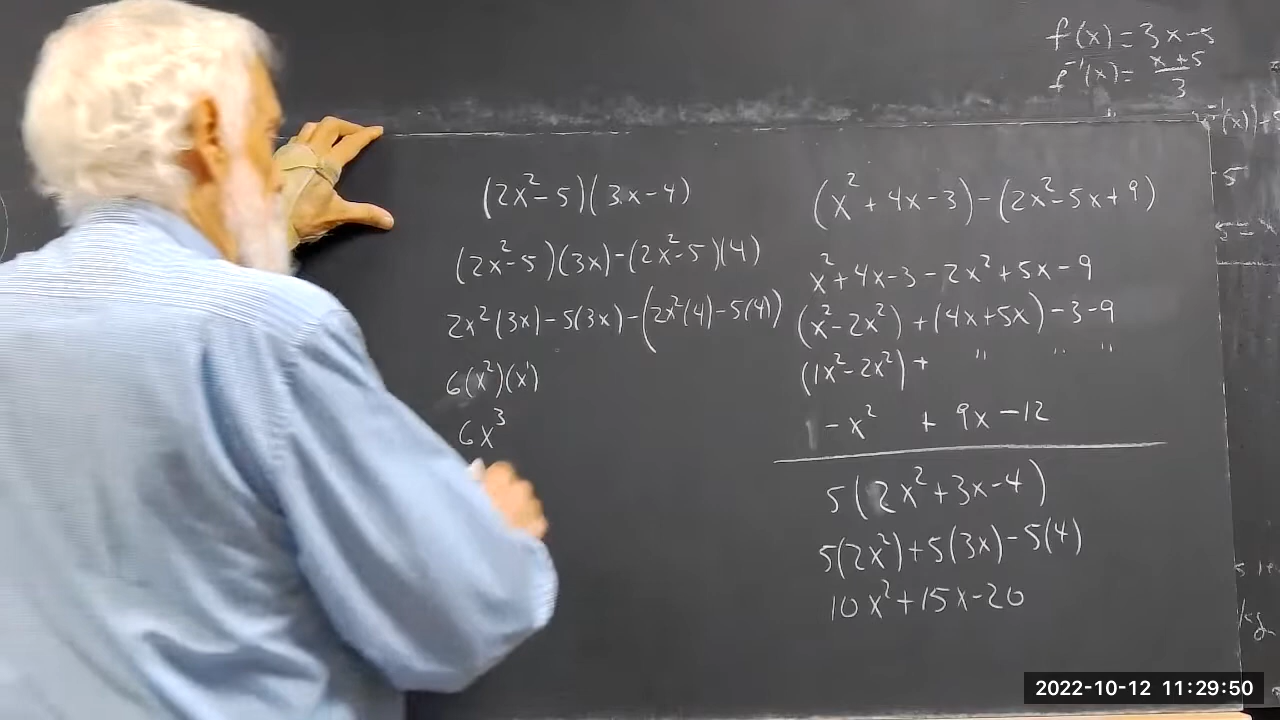 f(x) = 3x-5
f⁻¹(x) = (x+5)/3
(2x²-5)(3x-4)
(2x²-5)(3x)-(2x²-5)(4)
2x²(3x)-5(3x)-(2x²(4)-5(4))
6(x²)(x¹)
6x³
(x²+4x-3)-(2x²-5x+9)
x²+4x-3-2x²+5x-9
(x²-2x²)+(4x+5x)-3-9
(1x²-2x²)+ " " "
-x² + 9x-12
5(2x²+3x-4)
5(2x²)+5(3x)-5(4)
10x²+15x-20
2022-10-12 11:29:50